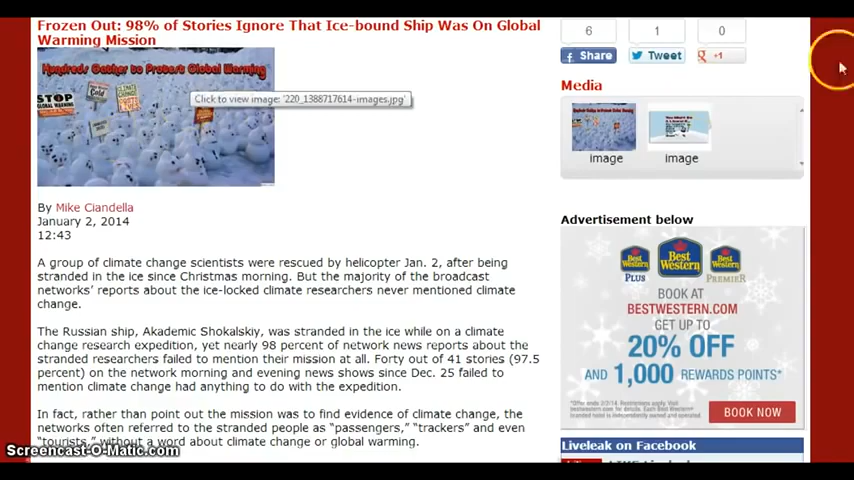 Frozen Out: 98% of Stories Ignore That Ice-bound Ship Was On Global
Warming Mission
Hundreds Gather to Protest Global Warming
STOP
GLOBAL WARMING
Click to view image: '220_1388717614-images.jpg'
By Mike Ciandella
January 2, 2014
12:43
A group of climate change scientists were rescued by helicopter Jan. 2, after being
stranded in the ice since Christmas morning. But the majority of the broadcast
networks' reports about the ice-locked climate researchers never mentioned climate
change.
The Russian ship, Akademic Shokalskiy, was stranded in the ice while on a climate
change research expedition, yet nearly 98 percent of network news reports about the
stranded researchers failed to mention their mission at all. Forty out of 41 stories (97.5
percent) on the network morning and evening news shows since Dec. 25 failed to
mention climate change had anything to do with the expedition.
In fact, rather than point out the mission was to find evidence of climate change, the
networks often referred to the stranded people as "passengers," "trackers" and even
"tourists," without a word about climate change or global warming.
Screencast-O-Matic.com
6 1 0
Share Tweet +1
Media
image image
Advertisement below
Best Western PLUS
Best Western
Best Western PREMIER
BOOK AT
BESTWESTERN.COM
GET UP TO
20% OFF
AND 1,000 REWARDS POINTS*
BOOK NOW
Liveleak on Facebook